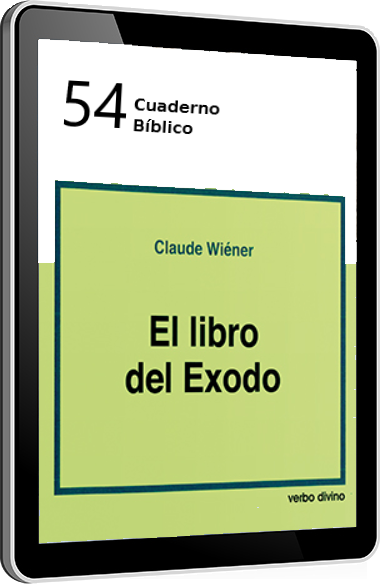 54
Cuaderno
Bíblico
Claude Wiéner
El libro
del Exodo
verbo divino